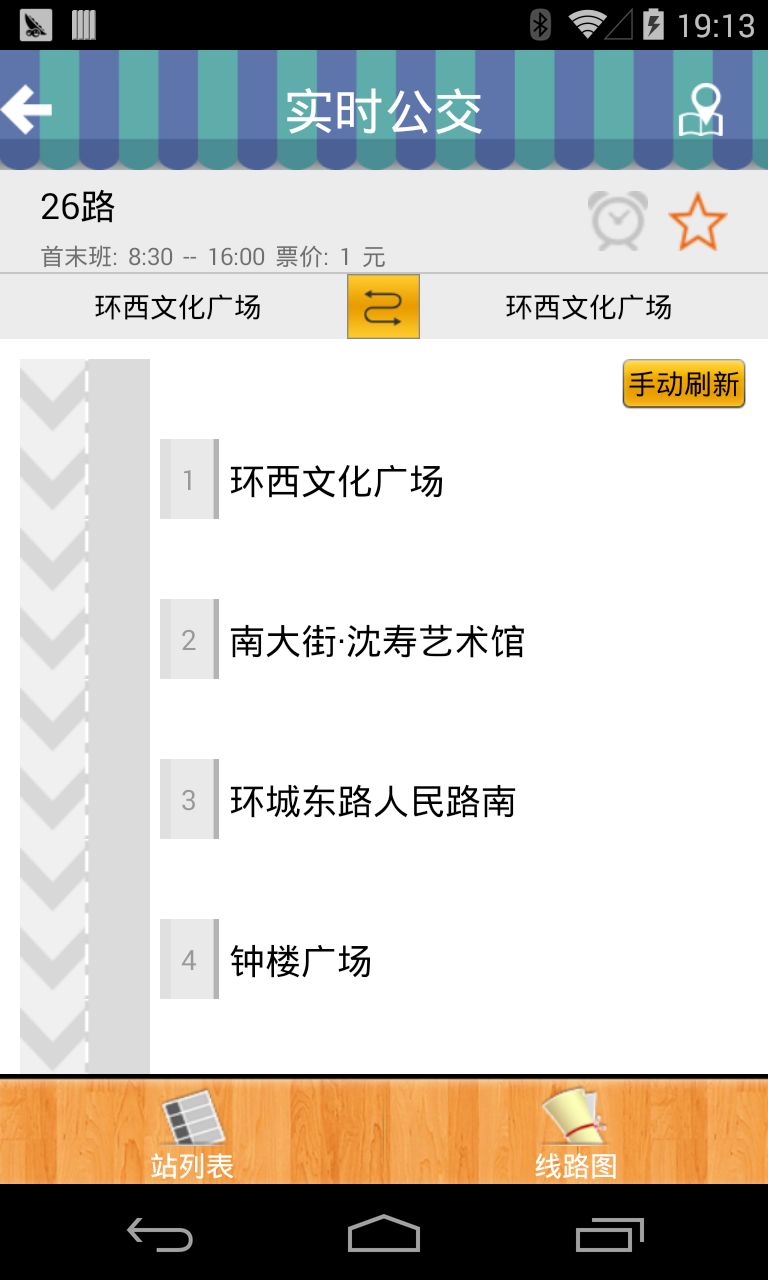 19:13
实时公交
26路
首末班: 8:30 -- 16:00 票价: 1 元
环西文化广场
环西文化广场
手动刷新
1 环西文化广场
2 南大街·沈寿艺术馆
3 环城东路人民路南
4 钟楼广场
站列表
线路图